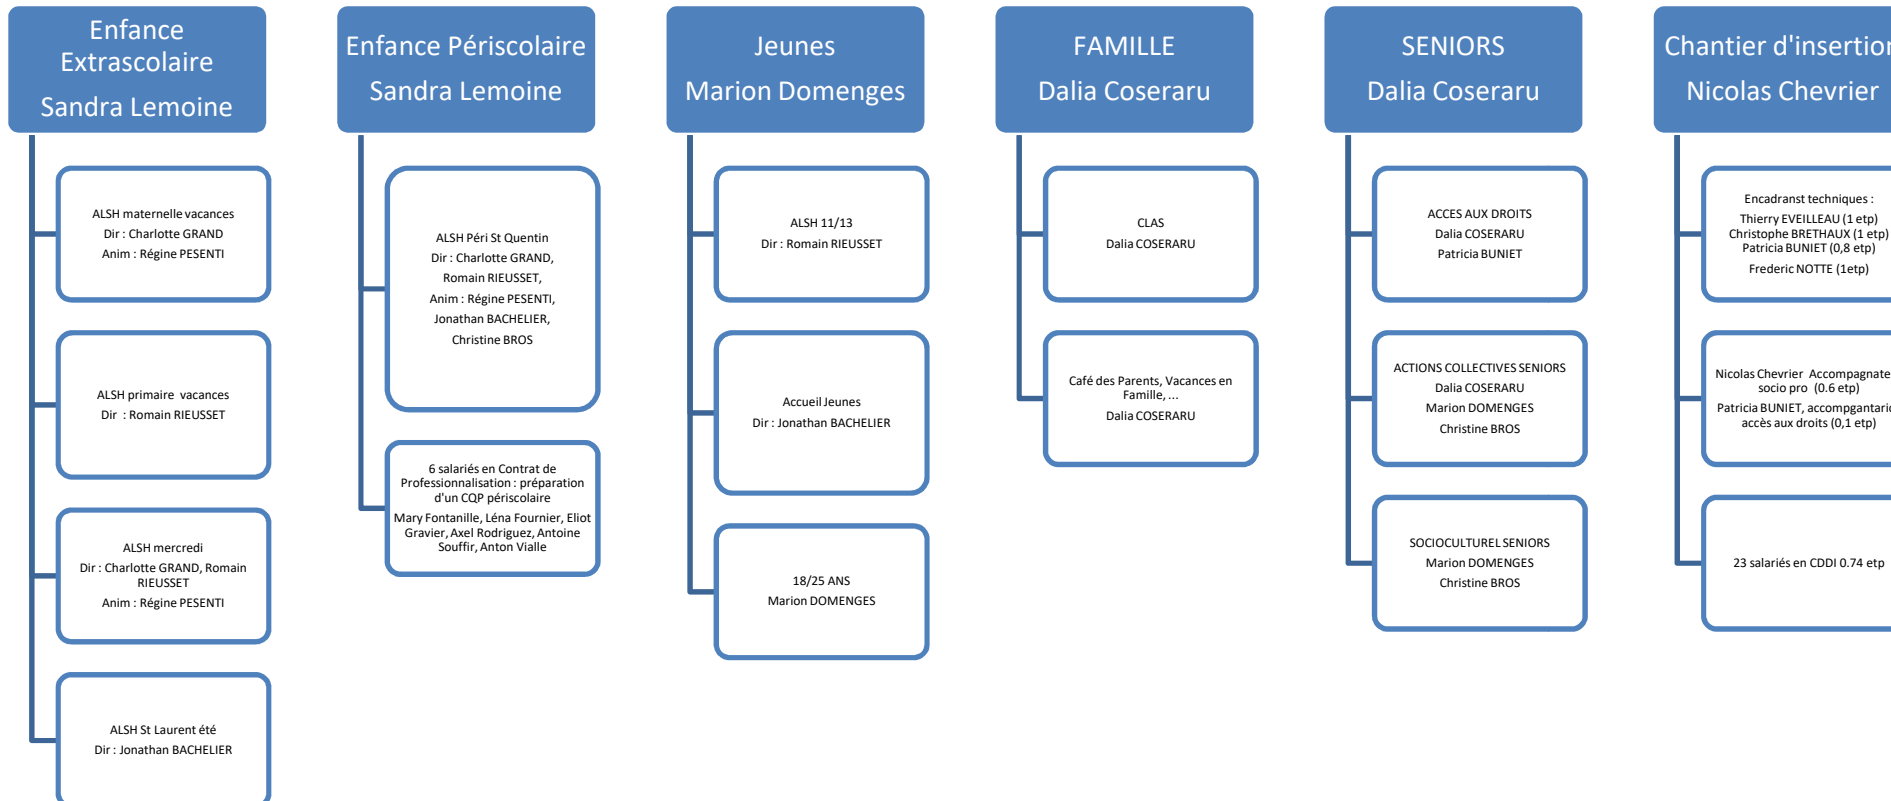 Enfance
Extrascolaire
Sandra Lemoine
ALSH maternelle vacances
Dir : Charlotte GRAND
Anim : Régine PESENTI
ALSH primaire vacances
Dir : Romain RIEUSSET
ALSH mercredi
Dir : Charlotte GRAND, Romain
RIEUSSET
Anim : Régine PESENTI
ALSH St Laurent été
Dir : Jonathan BACHELIER
Enfance Périscolaire
Sandra Lemoine
ALSH Péri St Quentin
Dir : Charlotte GRAND,
Romain RIEUSSET,
Anim : Régine PESENTI,
Jonathan BACHELIER,
Christine BROS
6 salariés en Contrat de
Professionnalisation : préparation
d'un CQP périscolaire
Mary Fontanille, Léna Fournier, Eliot
Gravier, Axel Rodriguez, Antoine
Souffir, Anton Vialle
Jeunes
Marion Domenges
ALSH 11/13
Dir : Romain RIEUSSET
Accueil Jeunes
Dir : Jonathan BACHELIER
18/25 ANS
Marion DOMENGES
FAMILLE
Dalia Coseraru
CLAS
Dalia COSERARU
Café des Parents, Vacances en
Famille, ...
Dalia COSERARU
SENIORS
Dalia Coseraru
ACCES AUX DROITS
Dalia COSERARU
Patricia BUNIET
ACTIONS COLLECTIVES SENIORS
Dalia COSERARU
Marion DOMENGES
Christine BROS
SOCIOCULTUREL SENIORS
Marion DOMENGES
Christine BROS
Chantier d'insertion
Nicolas Chevrier
Encadranst techniques :
Thierry EVEILLEAU (1 etp)
Christophe BRETHAUX (1 etp)
Patricia BUNIET (0,8 etp)
Frederic NOTTE (1etp)
Nicolas Chevrier Accompagnate
socio pro (0.6 etp)
Patricia BUNIET, accompgantaric
accès aux droits (0,1 etp)
23 salariés en CDDI 0.74 etp